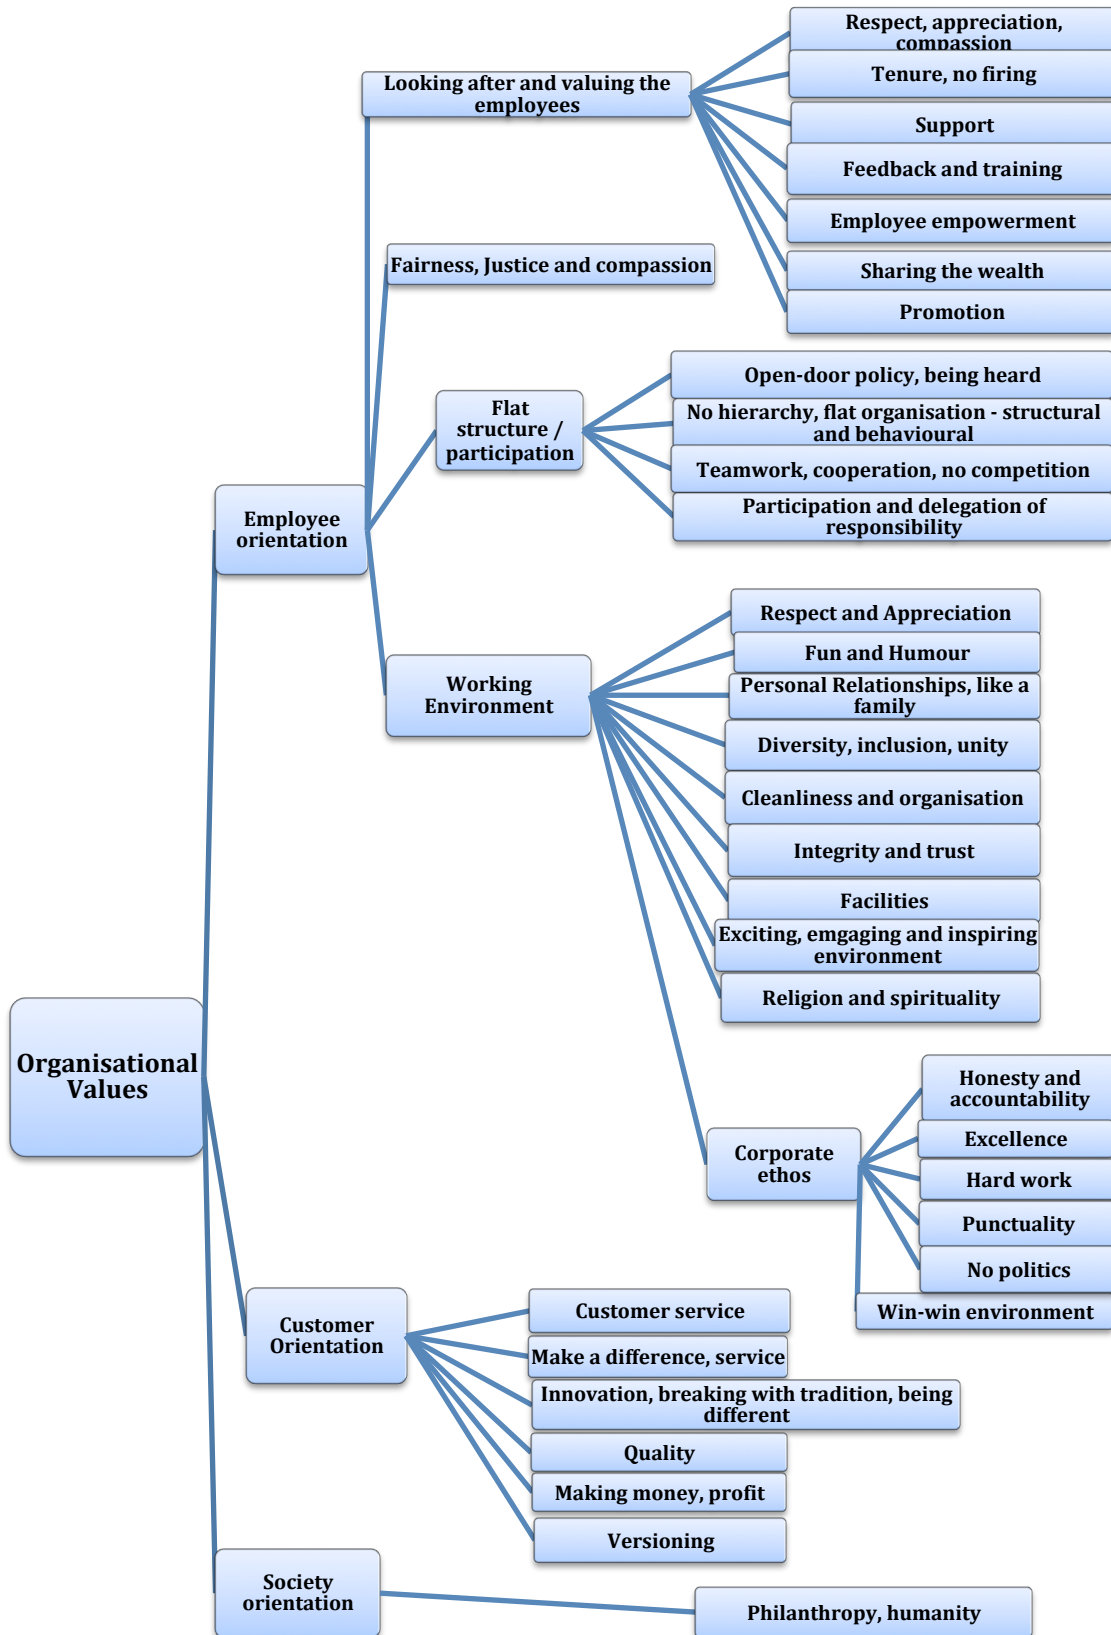 Respect, appreciation,
compassion
Looking after and valuing the
employees
Tenure, no firing
Support
Feedback and training
Employee empowerment
Sharing the wealth
Promotion
Fairness, Justice and compassion
Flat
structure /
participation
Open-door policy, being heard
No hierarchy, flat organisation - structural
and behavioural
Teamwork, cooperation, no competition
Participation and delegation of
responsibility
Employee
orientation
Working
Environment
Respect and Appreciation
Fun and Humour
Personal Relationships, like a
family
Diversity, inclusion, unity
Cleanliness and organisation
Integrity and trust
Facilities
Exciting, emgaging and inspiring
environment
Religion and spirituality
Organisational
Values
Corporate
ethos
Honesty and
accountability
Excellence
Hard work
Punctuality
No politics
Win-win environment
Customer
Orientation
Customer service
Make a difference, service
Innovation, breaking with tradition, being
different
Quality
Making money, profit
Versioning
Society
orientation
Philanthropy, humanity